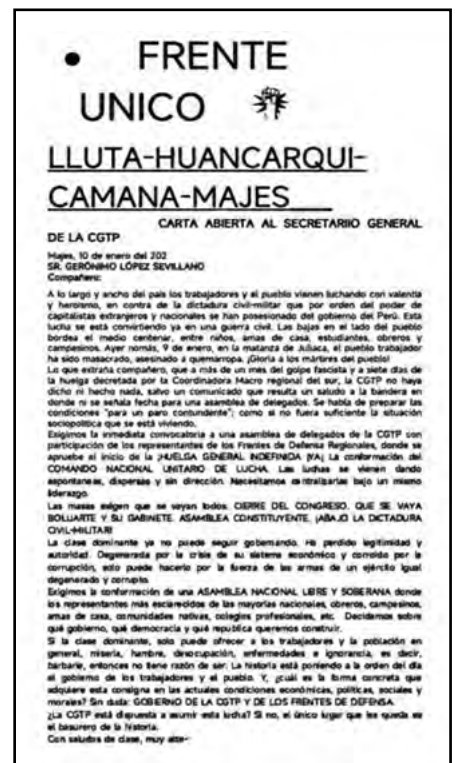 • FRENTE
UNICO
LLUTA-HUANCARQUI-
CAMANA-MAJES___
CARTA ABIERTA AL SECRETARIIO GENERAL
DE LA CGTP
Majes, 10 de enero del 202
SR. GERÓNIMO LÓPEZ SEVILLANO
Compañero:
A lo largo y ancho del país los trabajadores y el pueblo vienen luchando con valentía
y heroísmo, en contra de la dictadura civil-militar que por orden del poder de
capitalistas extranjeros y nacionales se han posesionado del gobierno del Perú. Esta
lucha se está convirtiendo ya en una guerra civil. Las bajas en el lado del pueblo
bordea el medio centenar, entre niños, amas de casa, estudiantes, obreros y
campesinos. Ayer nomás, 9 de enero, en la matanza de Juliaca, el pueblo trabajador
ha sido masacrado, asesinado a quemarropa. ¡Gloria a los mártires del pueblo!
Lo que extraña compañero, que a más de un mes del golpe fascista y a siete días de
la huelga decretada por la Coordinadora Macro regional del sur, la CGTP no haya
dicho ni hecho nada, salvo un comunicado que resulta un saludo a la bandera en
donde ni se señala fecha para una asamblea de delegados. Se habla de preparar las
condiciones "para un paro contundente"; como si no fuera suficiente la situación
sociopolítica que se está viviendo.
Exigimos la inmediata convocatoria a una asamblea de delegados de la CGTP con
participación de los representantes de los Frentes de Defensa Regionales, donde se
apruebe el inicio de la ¡HUELGA GENERAL INDEFINIDA ¡YA¡ La conformación del
COMANDO NACIONAL UNITARIO DE LUCHA. Las luchas se vienen dando
espontaneas, dispersas y sin dirección. Necesitamos centralizarlas bajo un mismo
liderazgo.
Las masas exigen que se vayan todos. CIERRE DEL CONGRESO. QUE SE VAYA
BOLUARTE Y SU GABINETE. ASAMBLEA CONSTITUYENTE. ¡ABAJO LA DICTADURA
CIVIL-MILITAR!
La clase dominante ya no puede seguir gobernando. Ha perdido legitimidad y
autoridad. Degenerada por la crisis de su sistema económico y corroído por la
corrupción, solo puede hacerlo por la fuerza de las armas de un ejército igual
degenerado y corrupto.
Exigimos la conformación de una ASAMBLEA NACIONAL LIBRE Y SOBERANA donde
los representantes más esclarecidos de las mayorías nacionales, obreros, campesinos,
amas de casa, comunidades nativas, colegios profesionales, etc. Decidamos sobre
qué gobierno, qué democracia y qué republica queremos construir.
Si la clase dominante, solo puede ofrecer a los trabajadores y la población en
general, miseria, hambre, desocupación, enfermedades e ignorancia, es decir,
barbarie, entonces no tiene razón de ser. La historia está poniendo a la orden del día
el gobierno de los trabajadores y el pueblo. Y, ¿cuál es la forma concreta que
adquiere esta consigna en las actuales condiciones económicas, políticas, sociales y
morales? Sin duda: GOBIERNO DE LA CGTP Y DE LOS FRENTES DE DEFENSA.
¿La CGTP está dispuesta a asumir esta lucha? Si no, el único lugar que les queda es
el basurero de la historia.
Con saludos de clase, muy atte-